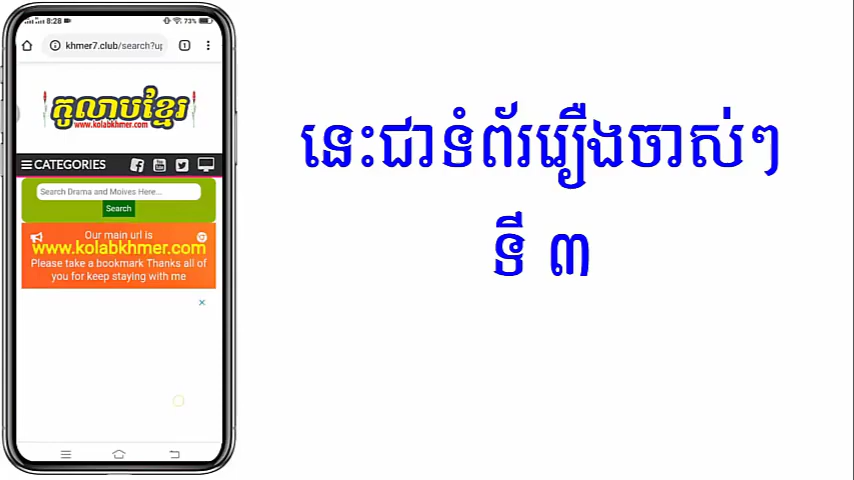 8:28
73%
khmer7.club/search?up
1
កូលាបខ្មែរ
www.kolabkhmer.com
CATEGORIES
Search Drama and Moives Here...
Search
Our main url is
www.kolabkhmer.com
Please take a bookmark Thanks all of
you for keep staying with me
នេះជាទំព័ររឿងចាស់ៗ
ទី ៣